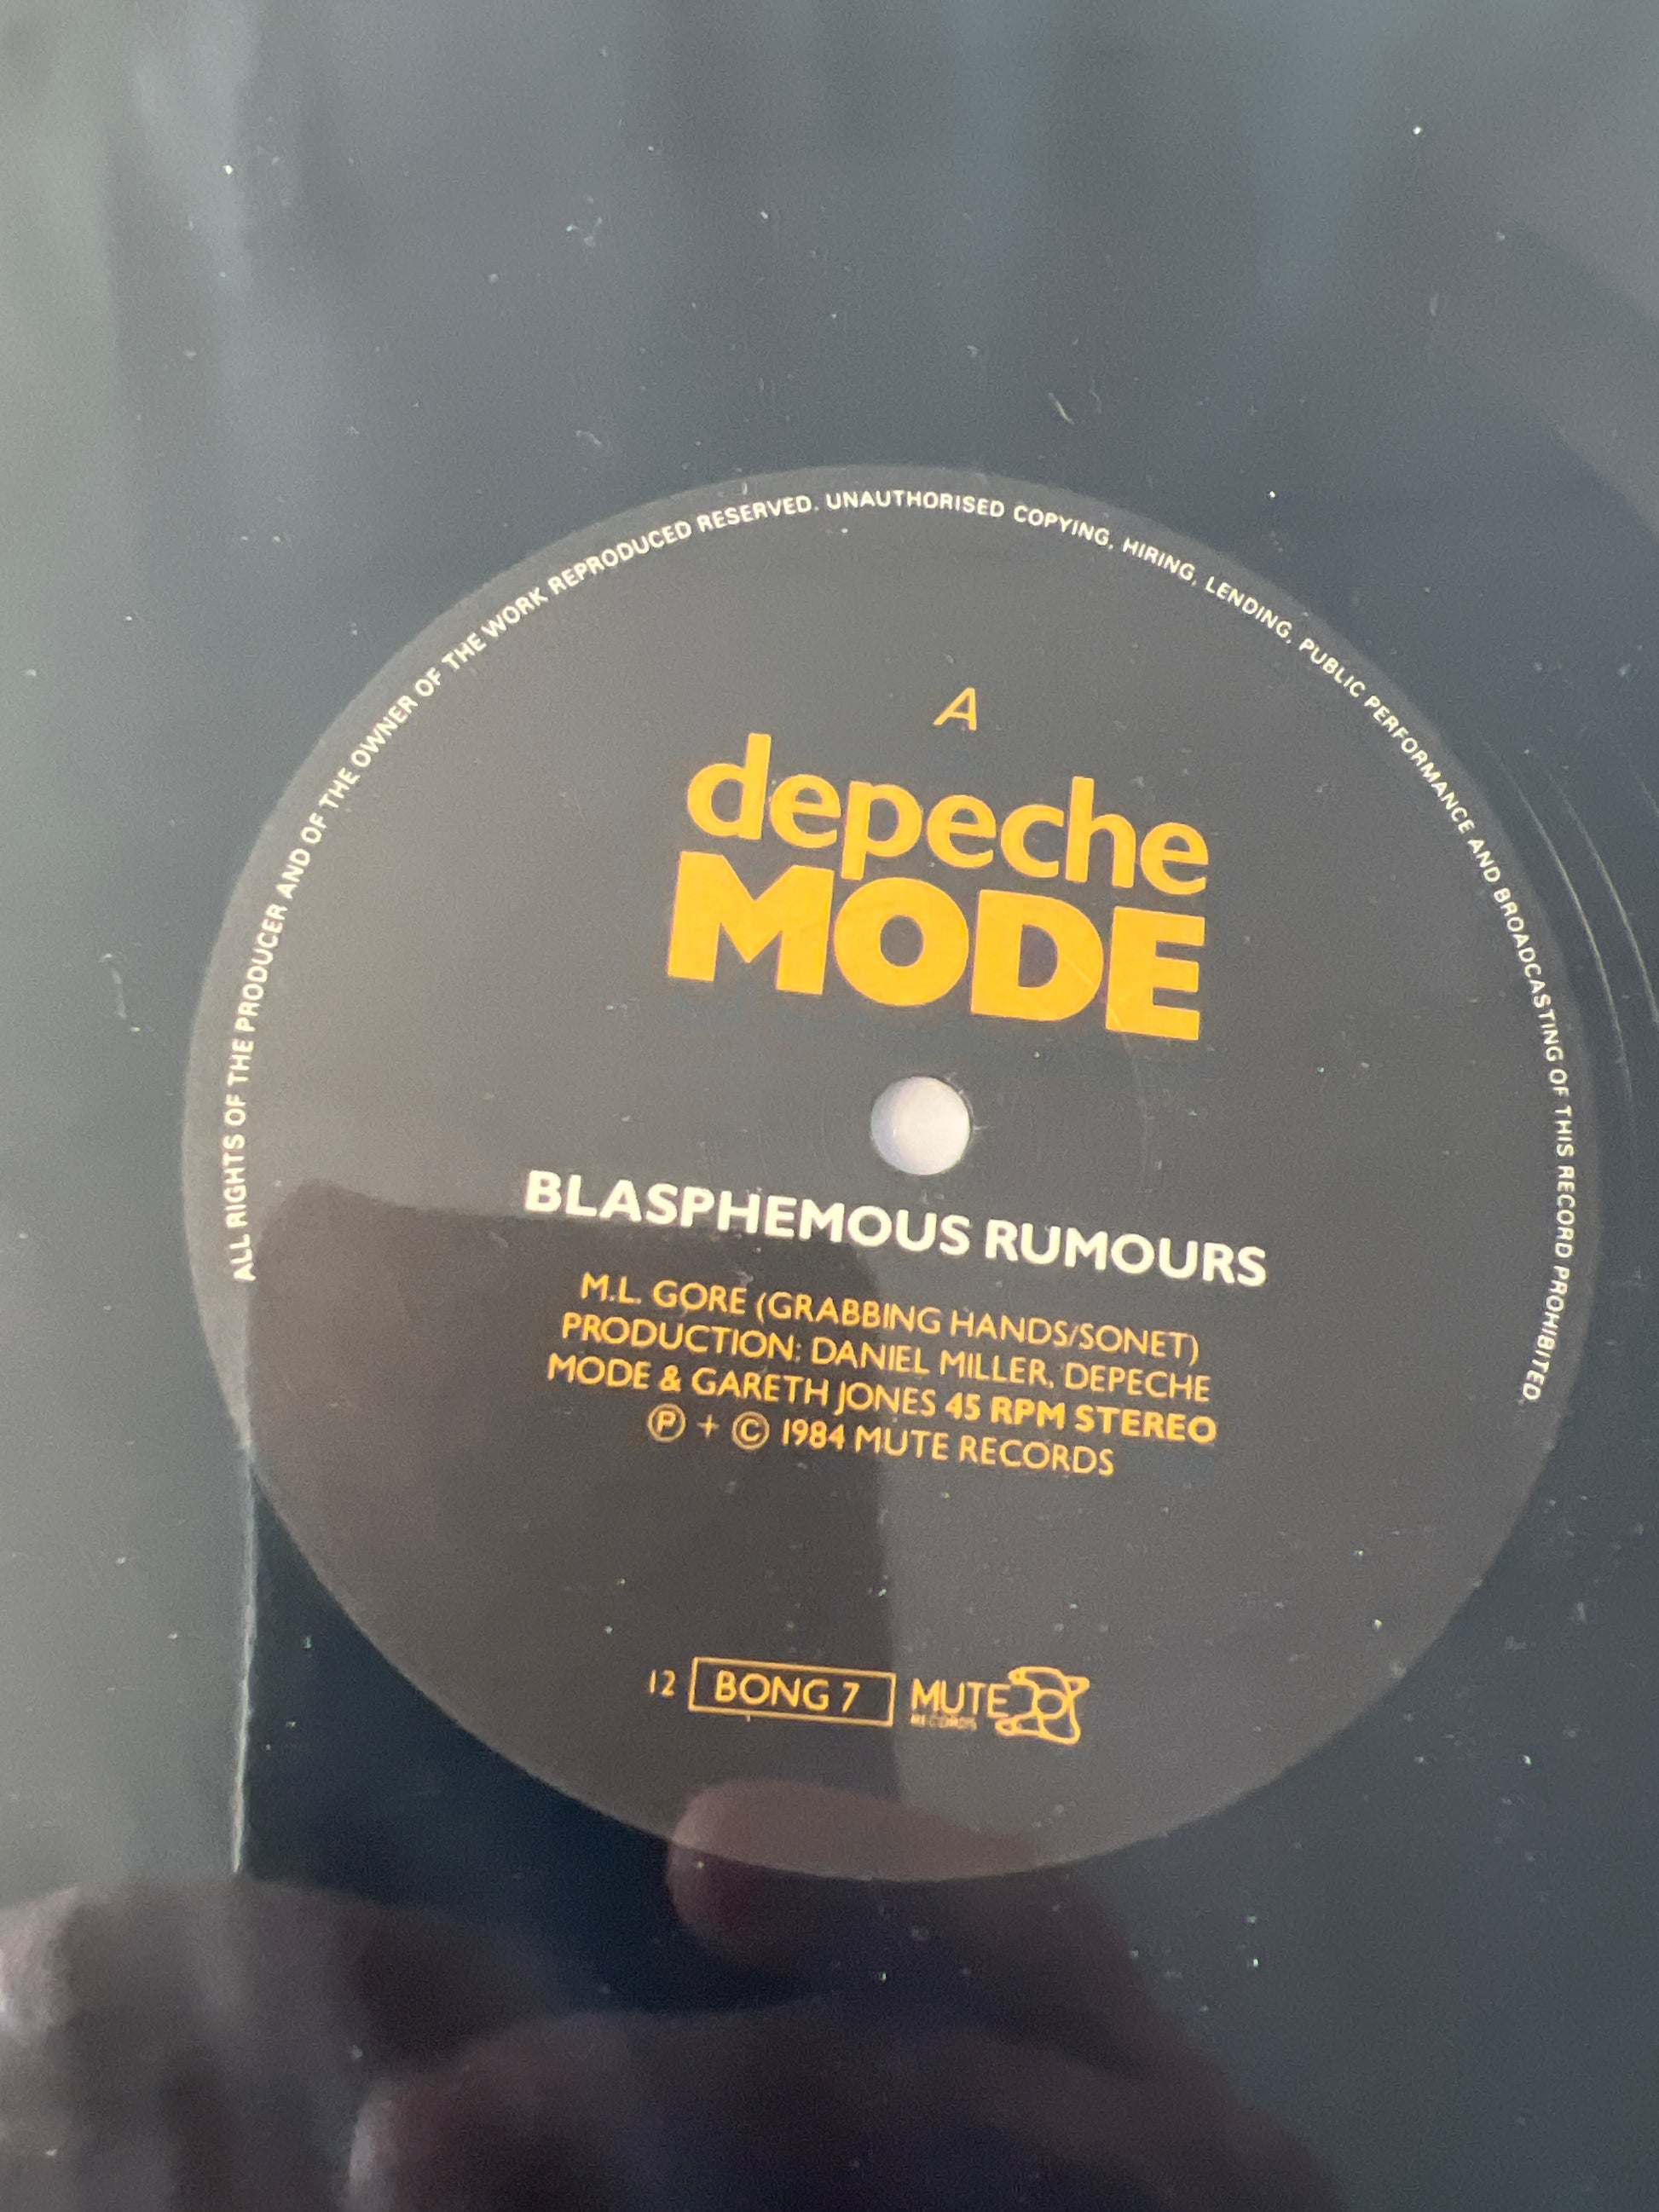 ALL RIGHTS OF THE PRODUCER AND OF THE OWNER OF THE WORK REPRODUCED RESERVED. UNAUTHORISED COPYING, HIRING, LENDING, PUBLIC PERFORMANCE AND BROADCASTING OF THIS RECORD PROHIBITED.
A
depeche
MODE
BLASPHEMOUS RUMOURS
M.L. GORE (GRABBING HANDS/SONET)
PRODUCTION: DANIEL MILLER, DEPECHE
MODE & GARETH JONES 45 RPM STEREO
Ⓟ + © 1984 MUTE RECORDS
12 BONG 7 MUTE
RECORDS